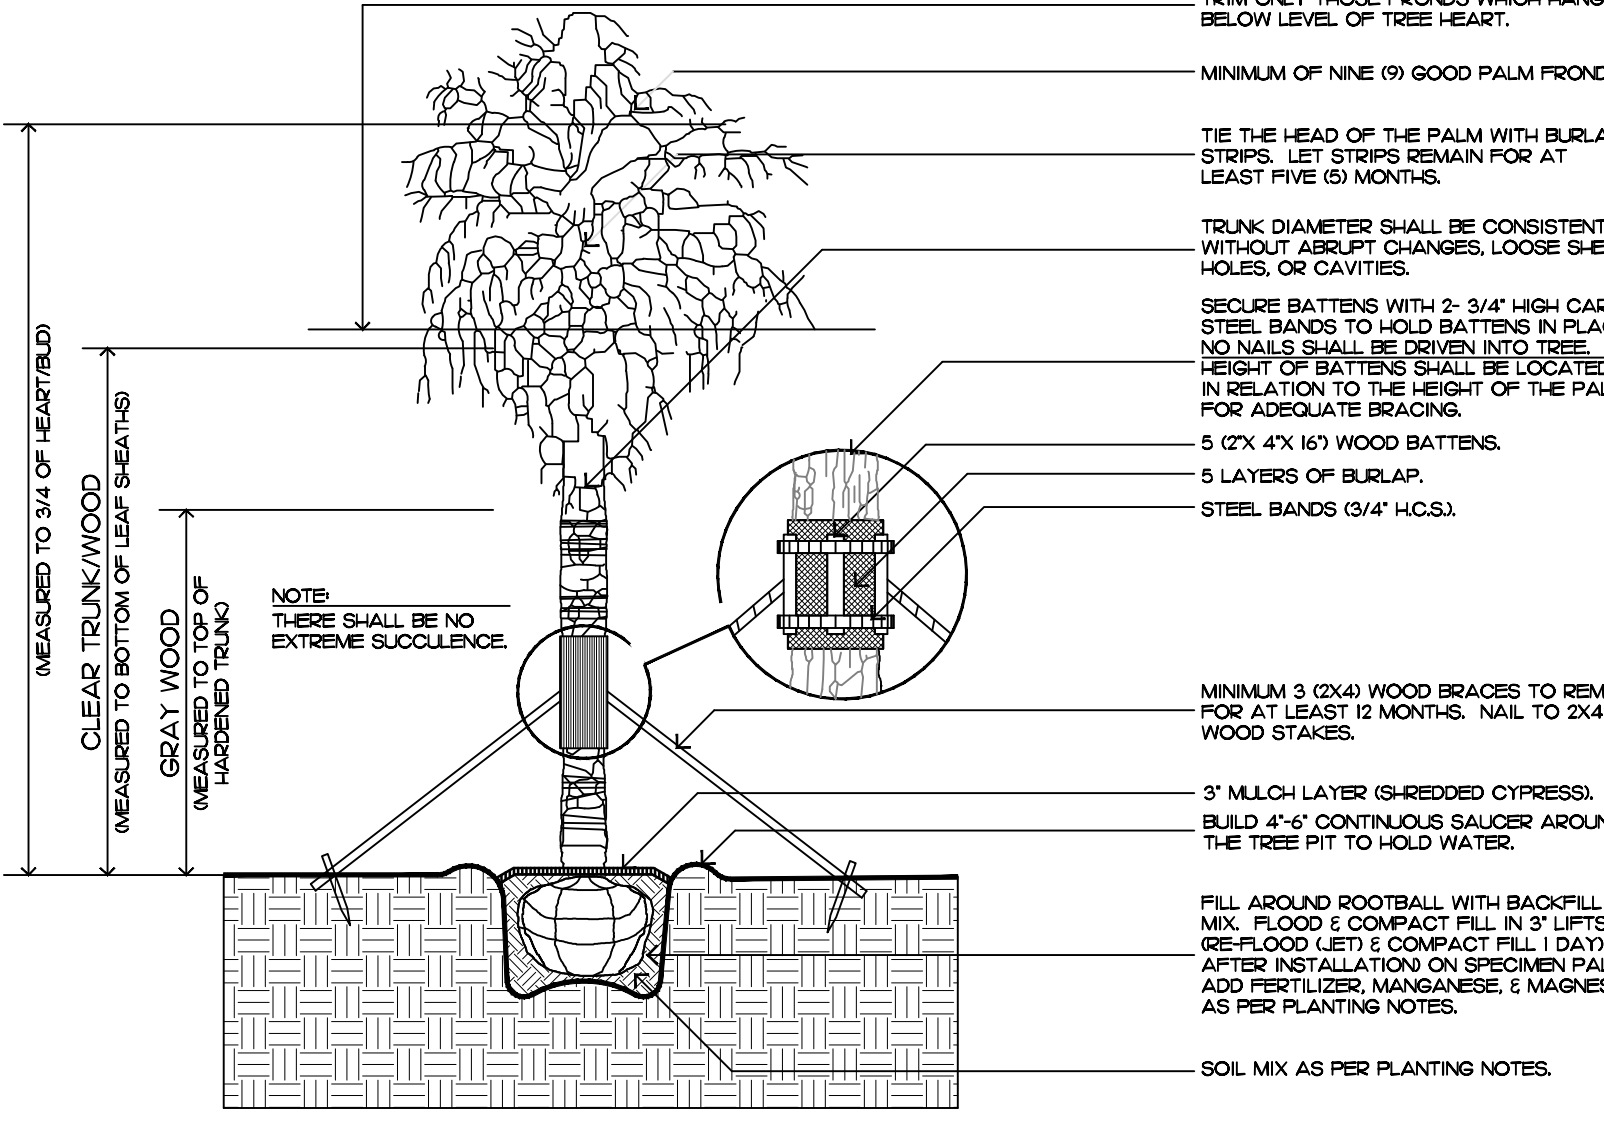 BELOW LEVEL OF TREE HEART.
MINIMUM OF NINE (9) GOOD PALM FROND
TIE THE HEAD OF THE PALM WITH BURLA
STRIPS.  LET STRIPS REMAIN FOR AT
LEAST FIVE (5) MONTHS.
TRUNK DIAMETER SHALL BE CONSISTENT
WITHOUT ABRUPT CHANGES, LOOSE SHE
HOLES, OR CAVITIES.
SECURE BATTENS WITH 2- 3/4" HIGH CAR
STEEL BANDS TO HOLD BATTENS IN PLAC
NO NAILS SHALL BE DRIVEN INTO TREE.
HEIGHT OF BATTENS SHALL BE LOCATED
IN RELATION TO THE HEIGHT OF THE PAL
FOR ADEQUATE BRACING.
5 (2"X 4"X 16") WOOD BATTENS.
5 LAYERS OF BURLAP.
STEEL BANDS (3/4" H.C.S.).
MINIMUM 3 (2X4) WOOD BRACES TO REM
FOR AT LEAST 12 MONTHS.  NAIL TO 2X4
WOOD STAKES.
3" MULCH LAYER (SHREDDED CYPRESS).
BUILD 4"-6" CONTINUOUS SAUCER AROUN
THE TREE PIT TO HOLD WATER.
FILL AROUND ROOTBALL WITH BACKFILL
MIX.  FLOOD & COMPACT FILL IN 3" LIFTS
(RE-FLOOD (JET) & COMPACT FILL 1 DAY)
AFTER INSTALLATION) ON SPECIMEN PAL
ADD FERTILIZER, MANGANESE, & MAGNES
AS PER PLANTING NOTES.
SOIL MIX AS PER PLANTING NOTES.
(MEASURED TO 3/4 OF HEART/BUD)
CLEAR TRUNK/WOOD
(MEASURED TO BOTTOM OF LEAF SHEATHS)
GRAY WOOD
(MEASURED TO TOP OF
HARDENED TRUNK)
NOTE:
THERE SHALL BE NO
EXTREME SUCCULENCE.